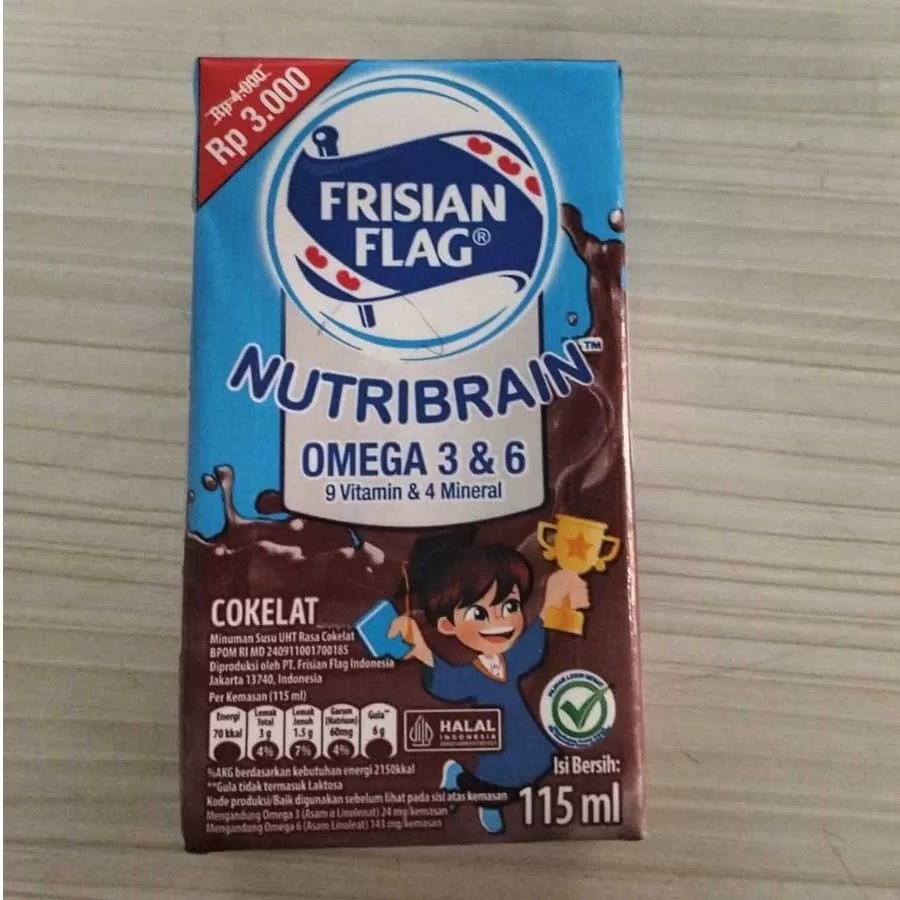 Rp 4.000
Rp 3.000
FRISIAN
FLAG®
NUTRIBRAIN™
OMEGA 3 & 6
9 Vitamin & 4 Mineral
COKELAT
Minuman Susu UHT Rasa Cokelat
BPOM RI MD 240911001700185
Diproduksi oleh PT. Frisian Flag Indonesia
Jakarta 13740, Indonesia
Per Kemasan (115 ml)
Energi 70 kkal
Lemak Total 3 g 4%
Lemak Jenuh 1.5 g 7%
Garam (Natrium) 60mg 4%
Gula** 6 g
HALAL
INDONESIA
PILIHAN LEBIH SEHAT
%AKG berdasarkan kebutuhan energi 2150kkal
**Gula tidak termasuk Laktosa
Kode produksi/Baik digunakan sebelum lihat pada sisi atas kemasan
Mengandung Omega 3 (Asam α Linolenat) 24 mg/kemasan
Mengandung Omega 6 (Asam Linoleat) 143 mg/kemasan
Isi Bersih:
115 ml